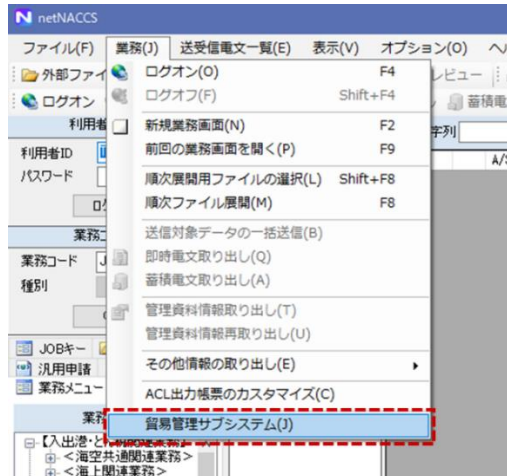 netNACCS
ファイル(F) 業務(J) 送受信電文一覧(E) 表示(V) オプション(O) ヘ
外部ファイ
ログオン
利用者
利用者ID
パスワード
業務コード
種別
JOBキー
汎用申請
業務メニュー
ログオン(O) F4
ログオフ(F) Shift+F4
新規業務画面(N) F2
前回の業務画面を開く(P) F9
順次展開用ファイルの選択(L) Shift+F8
順次ファイル展開(M) F8
送信対象データの一括送信(B)
即時電文取り出し(Q)
蓄積電文取り出し(A)
管理資料情報取り出し(T)
管理資料情報再取り出し(U)
その他情報の取り出し(E)
ACL出力帳票のカスタマイズ(C)
貿易管理サブシステム(J)
レビュー
蓄積電
字列
A/S
【入出港・と
<海空共通関連業務>
<海上関連業務>